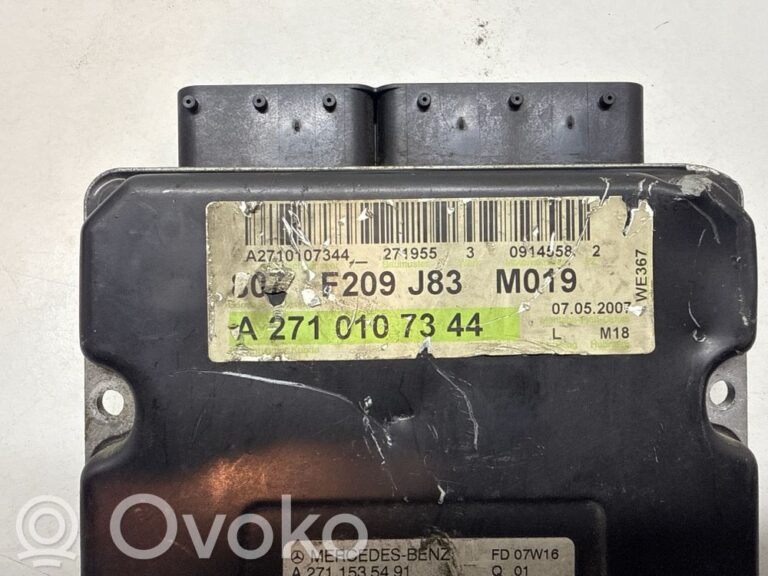 A2710107344_ 271955 3 0914558 2
F209 J83 M019
07.05.2007
A 271 010 73 44
L M18
WE367
MERCEDES-BENZ FD 07W16
A 271 153 54 91 Q 01
Ovoko